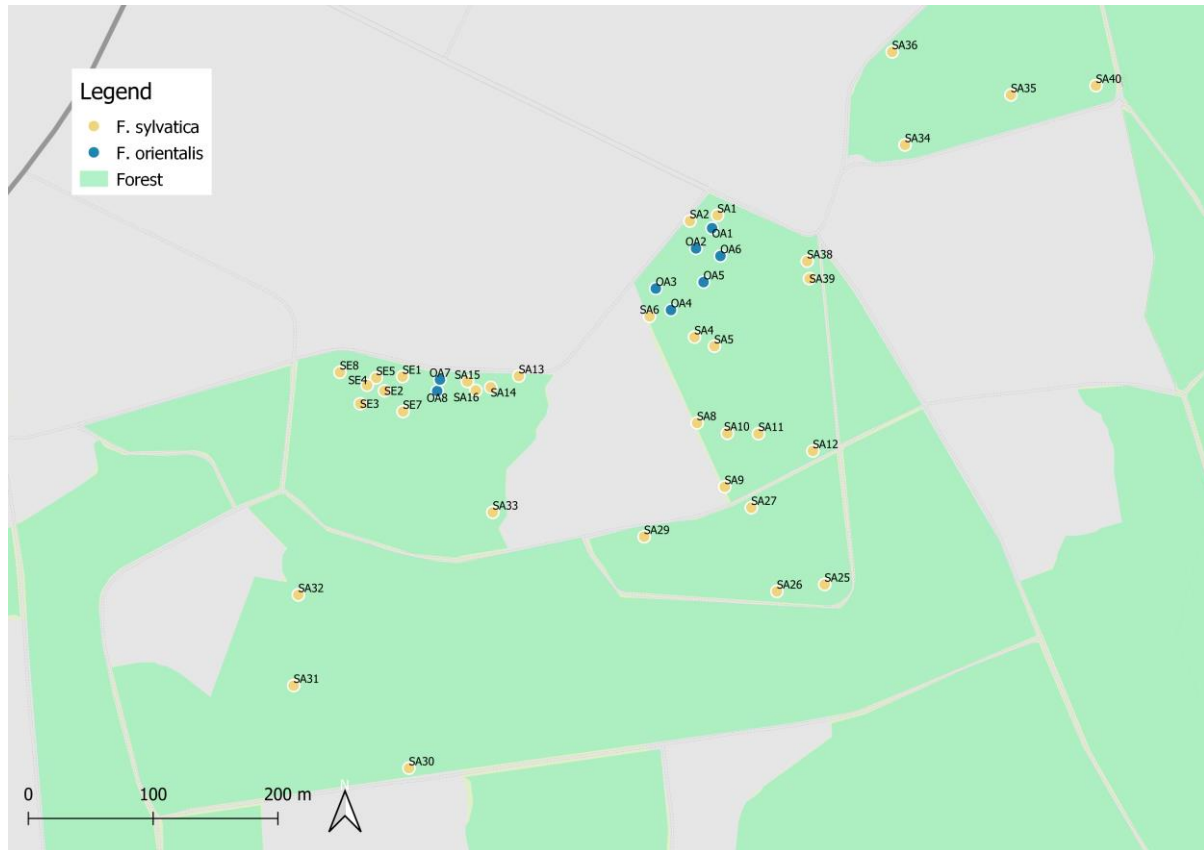 Legend
F. sylvatica
F. orientalis
Forest
SA36
SA35
SA40
SA34
SA2
SA1
OA1
OA2
OA6
SA38
SA39
OA3
OA5
OA4
SA6
SA4
SA5
SE8
SE5
SE1
OA7
SA15
SA13
SE4
SE2
OA8
SA16
SA14
SE3
SE7
SA8
SA10
SA11
SA12
SA9
SA27
SA33
SA29
SA26
SA25
SA32
SA31
SA30
0 100 200 m
N